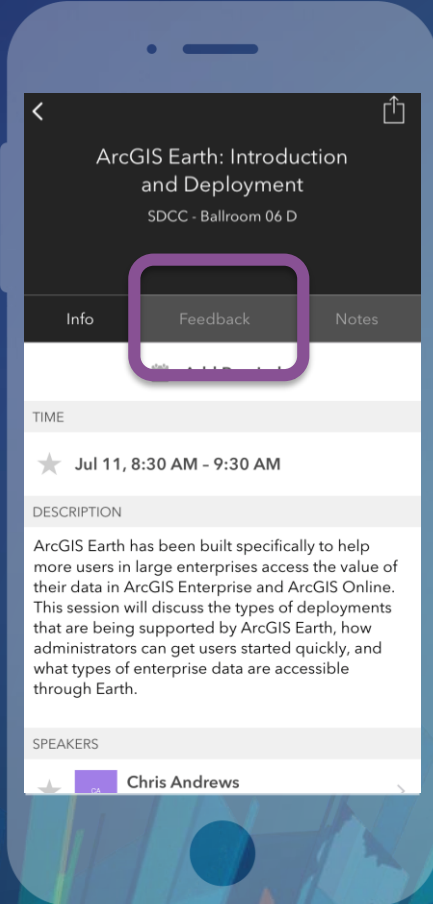 ArcGIS Earth: Introduction
and Deployment
SDCC - Ballroom 06 D
Info Feedback Notes
TIME
Jul 11, 8:30 AM – 9:30 AM
DESCRIPTION
ArcGIS Earth has been built specifically to help
more users in large enterprises access the value of
their data in ArcGIS Enterprise and ArcGIS Online.
This session will discuss the types of deployments
that are being supported by ArcGIS Earth, how
administrators can get users started quickly, and
what types of enterprise data are accessible
through Earth.
SPEAKERS
CA Chris Andrews